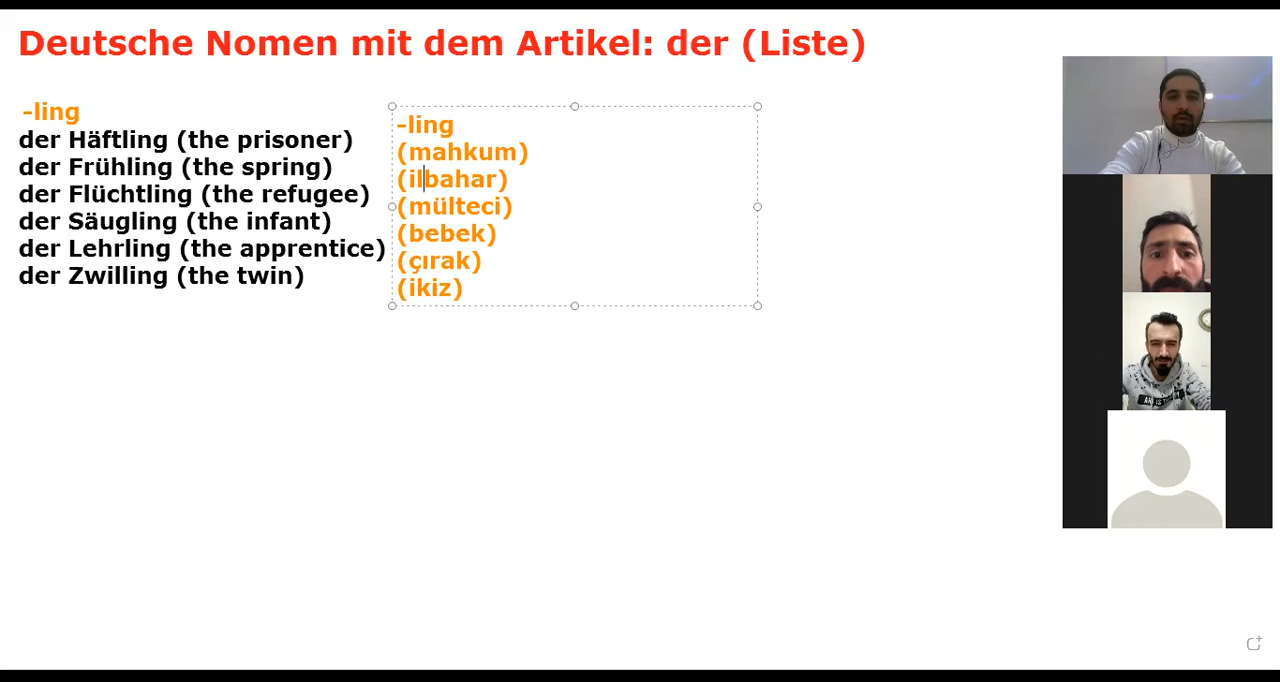 Deutsche Nomen mit dem Artikel: der (Liste)
-ling
der Häftling (the prisoner)
der Frühling (the spring)
der Flüchtling (the refugee)
der Säugling (the infant)
der Lehrling (the apprentice)
der Zwilling (the twin)
-ling
(mahkum)
(ilbahar)
(mülteci)
(bebek)
(çırak)
(ikiz)